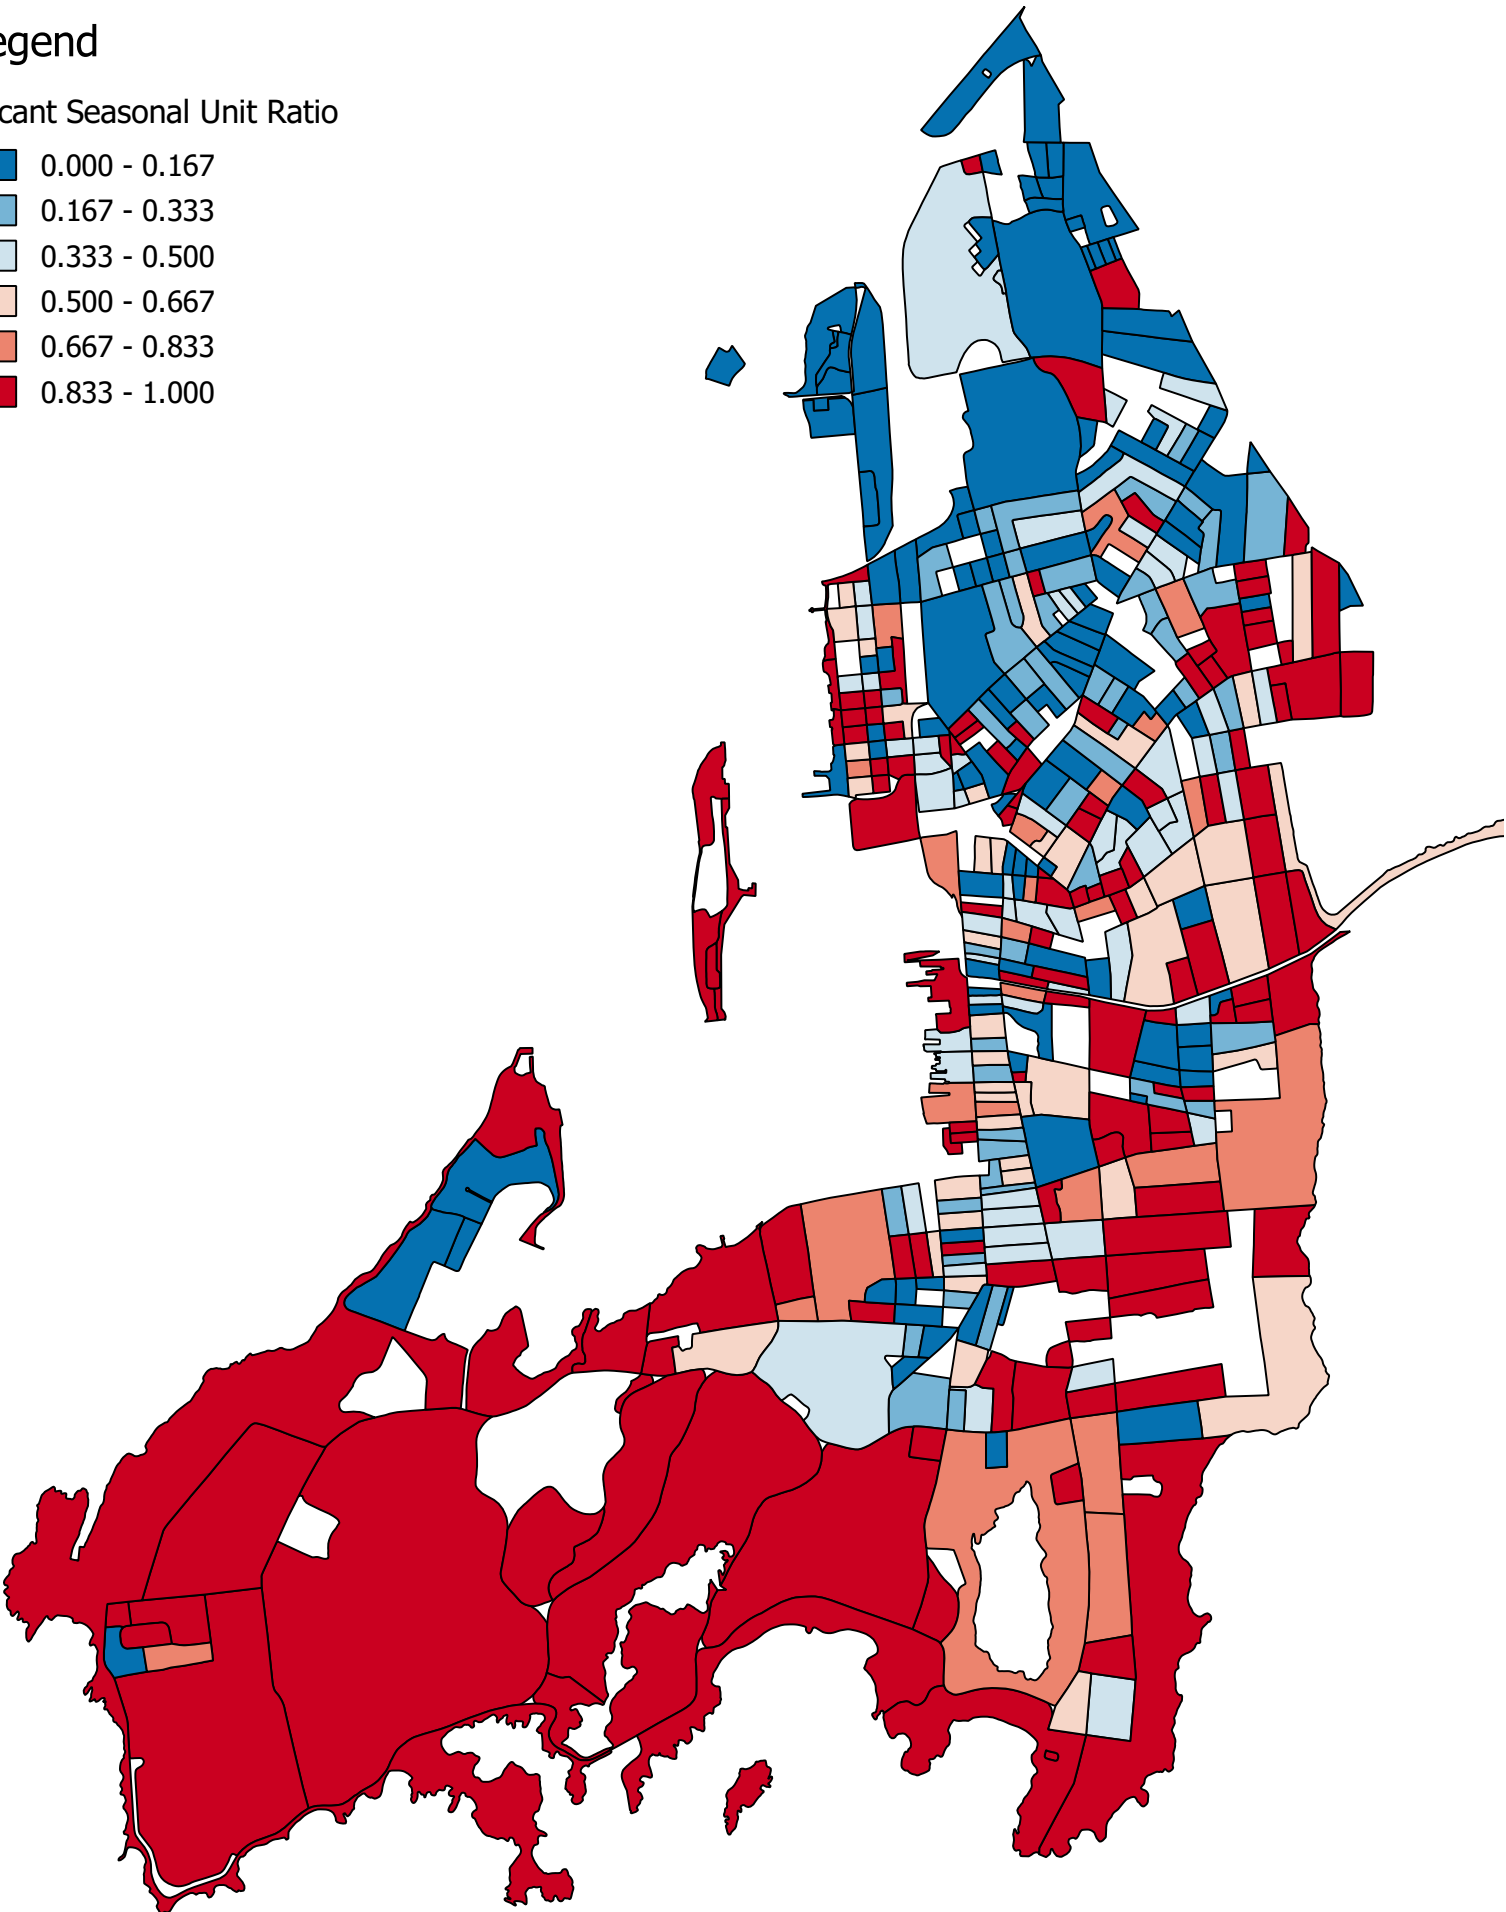 egend
cant Seasonal Unit Ratio
0.000 - 0.167
0.167 - 0.333
0.333 - 0.500
0.500 - 0.667
0.667 - 0.833
0.833 - 1.000